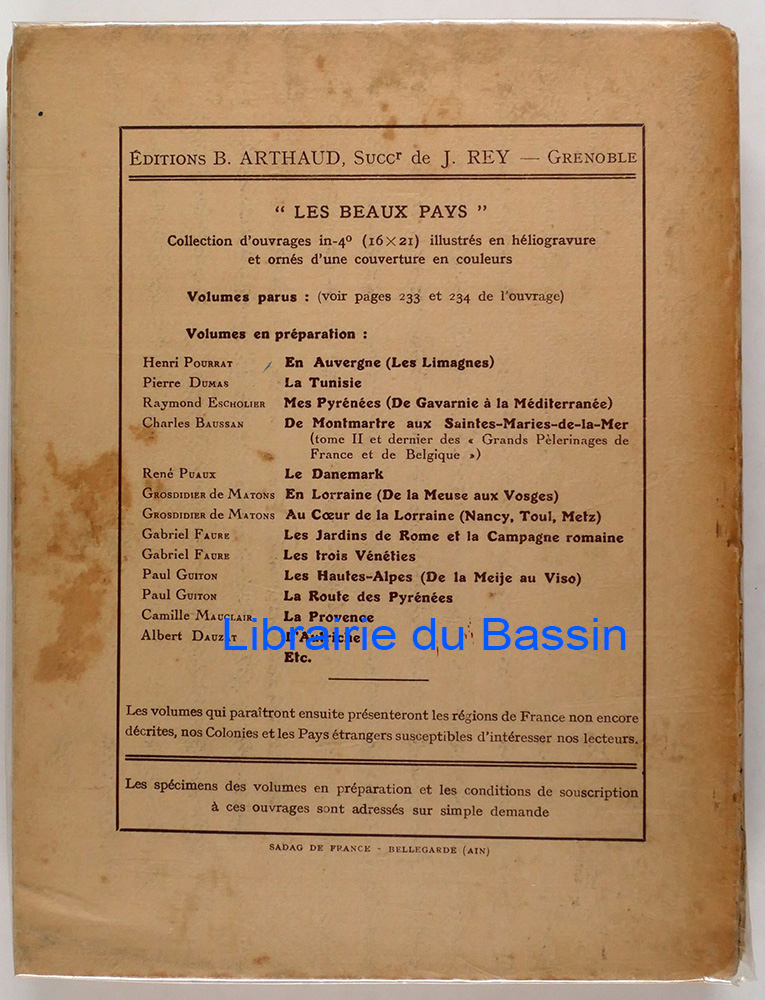 ÉDITIONS B. ARTHAUD, SUCCr de J. REY — GRENOBLE
“ LES BEAUX PAYS ”
Collection d'ouvrages in-4o (16×21) illustrés en héliogravure
et ornés d'une couverture en couleurs
Volumes parus : (voir pages 233 et 234 de l'ouvrage)
Volumes en préparation :
Henri POURRAT En Auvergne (Les Limagnes)
Pierre DUMAS La Tunisie
Raymond ESCHOLIER Mes Pyrénées (De Gavarnie à la Méditerranée)
Charles BAUSSAN De Montmartre aux Saintes-Maries-de-la-Mer
(tome II et dernier des « Grands Pèlerinages de
France et de Belgique »)
René PUAUX Le Danemark
GROSDIDIER de MATONS En Lorraine (De la Meuse aux Vosges)
GROSDIDIER de MATONS Au Cœur de la Lorraine (Nancy, Toul, Metz)
Gabriel FAURE Les Jardins de Rome et la Campagne romaine
Gabriel FAURE Les trois Vénéties
Paul GUITON Les Hautes-Alpes (De la Meije au Viso)
Paul GUITON La Route des Pyrénées
Camille MAUCLAIR La Provence
Albert DAUZAT L'Autriche
Librairie du Bassin
Etc.
Les volumes qui paraîtront ensuite présenteront les régions de France non encore
décrites, nos Colonies et les Pays étrangers susceptibles d'intéresser nos lecteurs.
Les spécimens des volumes en préparation et les conditions de souscription
à ces ouvrages sont adressés sur simple demande
SADAG DE FRANCE - BELLEGARDE (AIN)